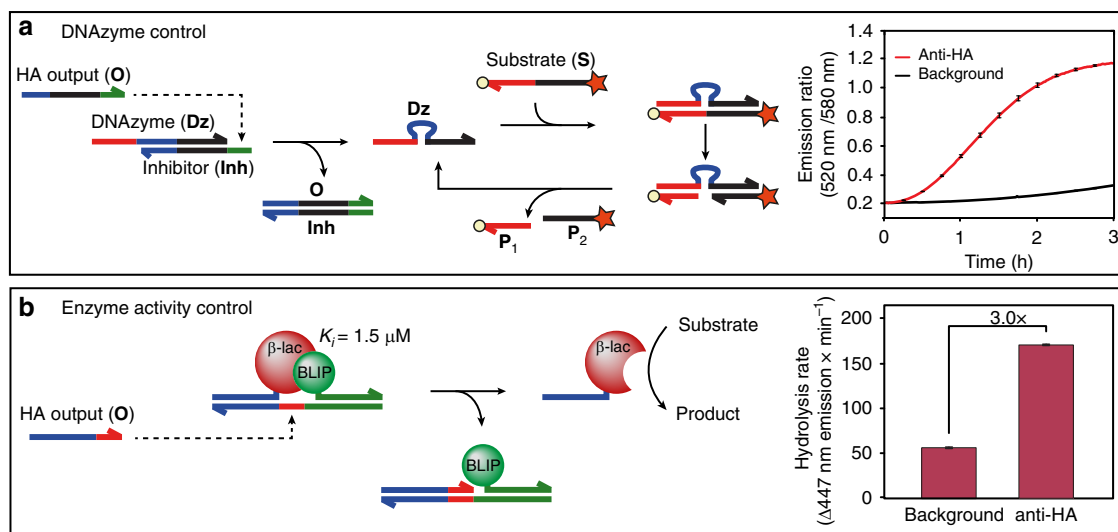 a DNAzyme control
HA output (O)
DNAzyme (Dz)
Inhibitor (Inh)
O
Inh
Dz
Substrate (S)
P1
P2
Emission ratio
(520 nm /580 nm)
1.4
1.2
1.0
0.8
0.6
0.4
0.2
Anti-HA
Background
0 1 2 3
Time (h)
b Enzyme activity control
HA output (O)
β-lac
BLIP
Ki = 1.5 μM
BLIP
β-lac
Substrate
Product
Hydrolysis rate
(Δ447 nm emission × min−1)
200
150
100
50
0
3.0×
Background anti-HA